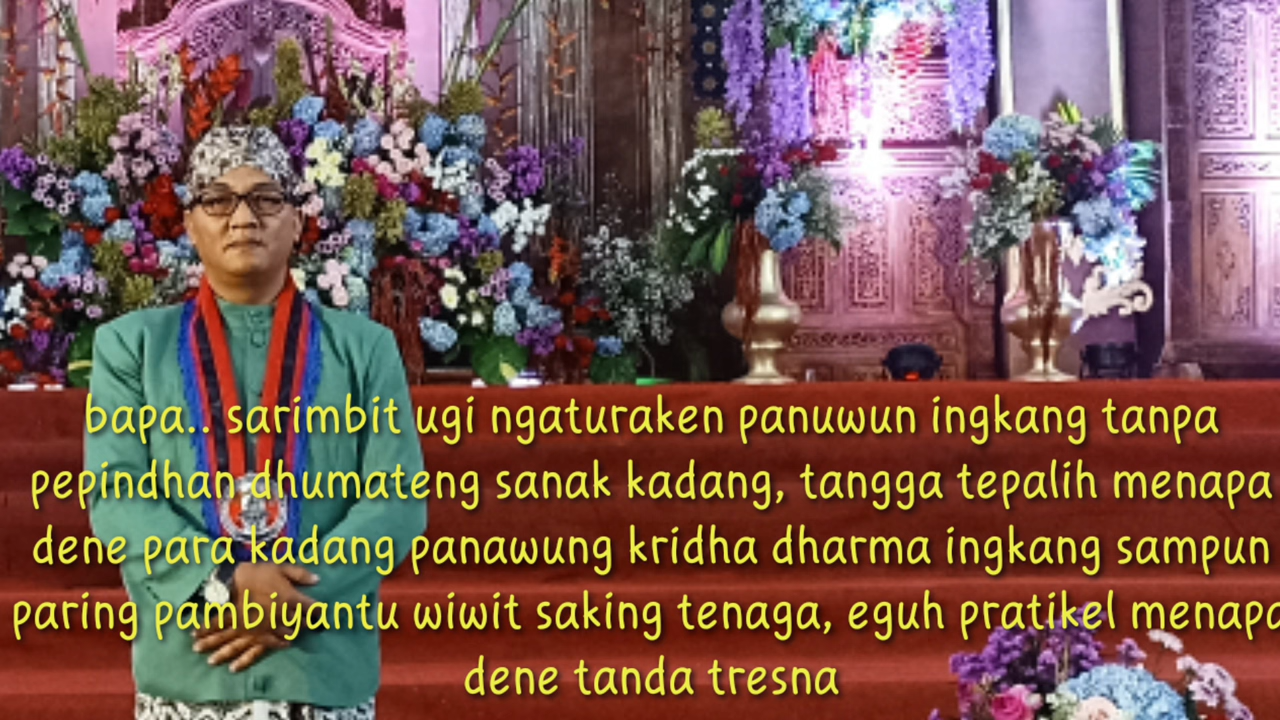 bapa.. sarimbit ugi ngaturaken panuwun ingkang tanpa
pepindhan dhumateng sanak kadang, tangga tepalih menapa
dene para kadang panawung kridha dharma ingkang sampun
paring pambiyantu wiwit saking tenaga, eguh pratikel menapa
dene tanda tresna